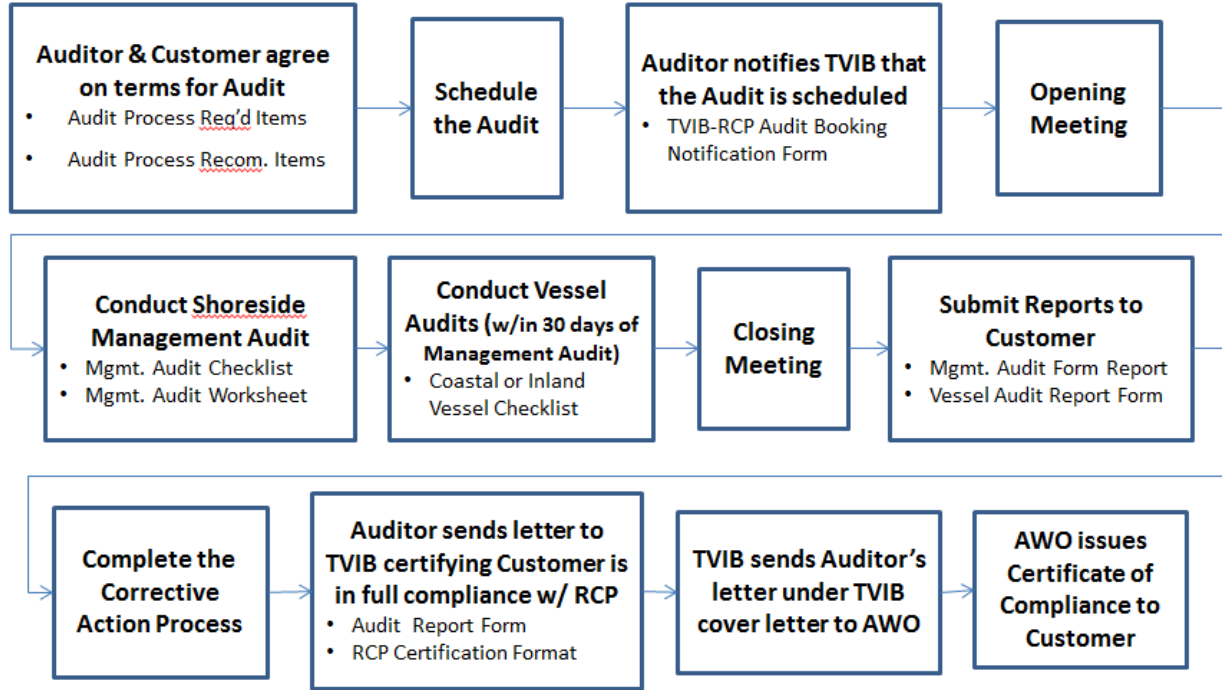 Auditor & Customer agree
on terms for Audit
• Audit Process Req'd Items
• Audit Process Recom. Items
Schedule
the Audit
Auditor notifies TVIB that
the Audit is scheduled
• TVIB-RCP Audit Booking
Notification Form
Opening
Meeting
Conduct Shoreside
Management Audit
• Mgmt. Audit Checklist
• Mgmt. Audit Worksheet
Conduct Vessel
Audits (w/in 30 days of
Management Audit)
• Coastal or Inland
Vessel Checklist
Closing
Meeting
Submit Reports to
Customer
• Mgmt. Audit Form Report
• Vessel Audit Report Form
Complete the
Corrective
Action Process
Auditor sends letter to
TVIB certifying Customer is
in full compliance w/ RCP
• Audit Report Form
• RCP Certification Format
TVIB sends Auditor's
letter under TVIB
cover letter to AWO
AWO issues
Certificate of
Compliance to
Customer